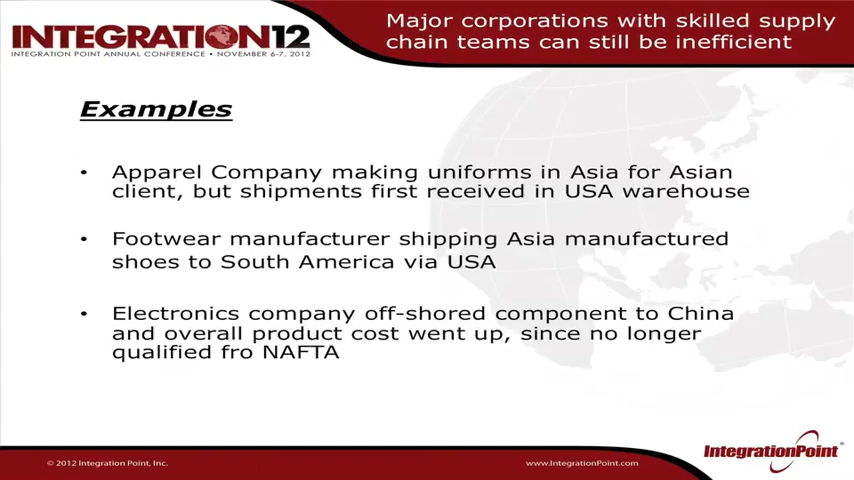 INTEGRATION12
INTEGRATION POINT ANNUAL CONFERENCE • NOVEMBER 6-7, 2012
Major corporations with skilled supply
chain teams can still be inefficient
Examples
• Apparel Company making uniforms in Asia for Asian
client, but shipments first received in USA warehouse
• Footwear manufacturer shipping Asia manufactured
shoes to South America via USA
• Electronics company off-shored component to China
and overall product cost went up, since no longer
qualified fro NAFTA
© 2012 Integration Point, Inc.
www.IntegrationPoint.com
IntegrationPoint®